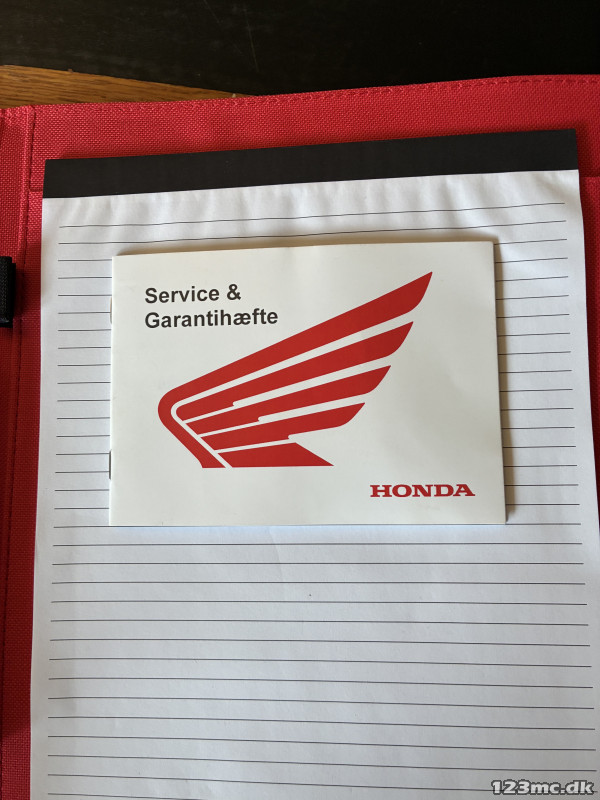 Service &
Garantihæfte
HONDA
123mc.dk